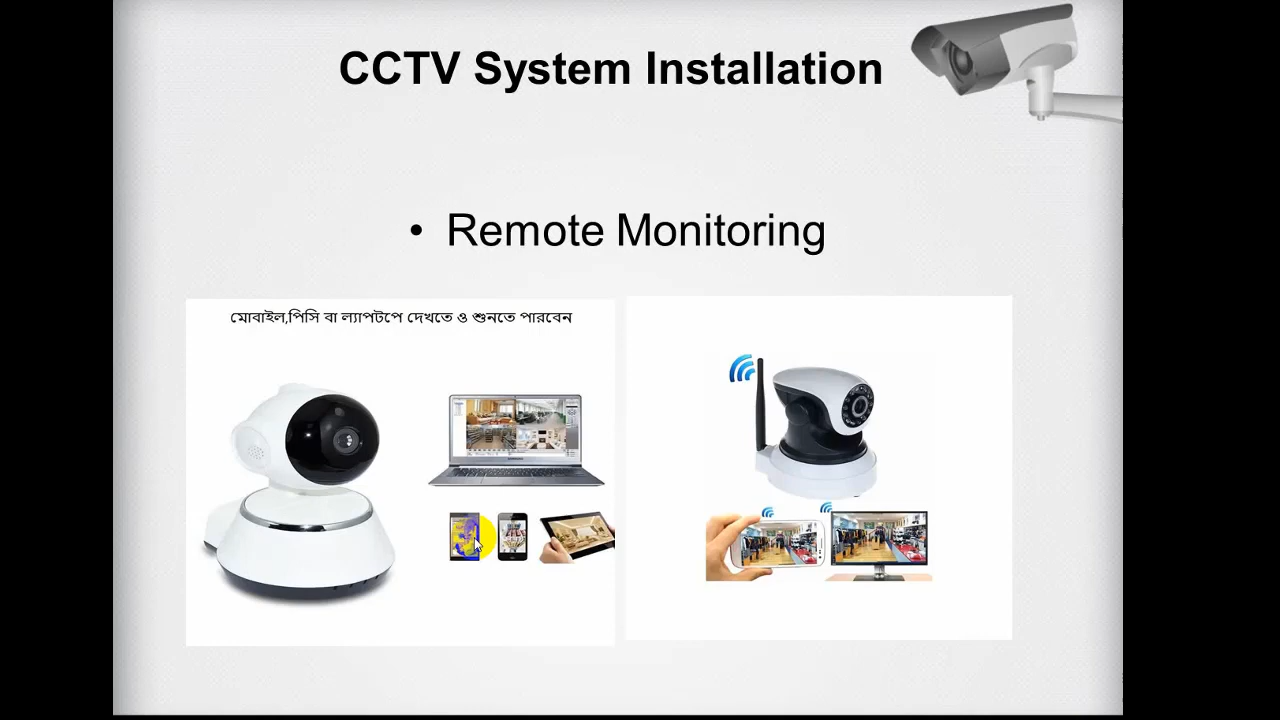 CCTV System Installation
• Remote Monitoring
মোবাইল,পিসি বা ল্যাপটপে দেখতে ও শুনতে পারবেন